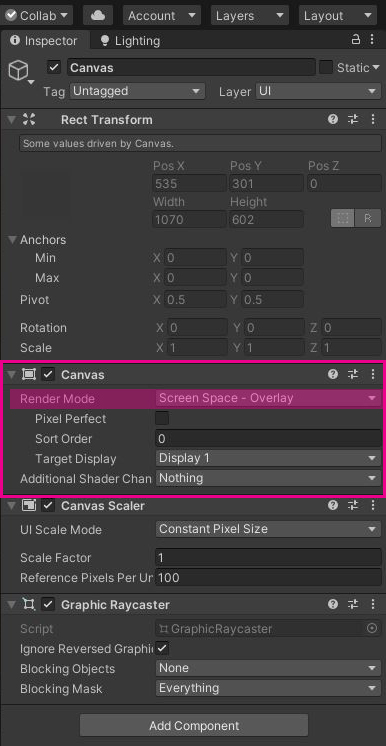 Collab Account Layers Layout
Inspector Lighting
Canvas Static
Tag Untagged Layer UI
Rect Transform
Some values driven by Canvas.
Pos X Pos Y Pos Z
535 301 0
Width Height
1070 602 R
Anchors
Min X 0 Y 0
Max X 0 Y 0
Pivot X 0.5 Y 0.5
Rotation X 0 Y 0 Z 0
Scale X 1 Y 1 Z 1
Canvas
Render Mode Screen Space - Overlay
Pixel Perfect
Sort Order 0
Target Display Display 1
Additional Shader Chan Nothing
Canvas Scaler
UI Scale Mode Constant Pixel Size
Scale Factor 1
Reference Pixels Per Un 100
Graphic Raycaster
Script GraphicRaycaster
Ignore Reversed Graphic
Blocking Objects None
Blocking Mask Everything
Add Component